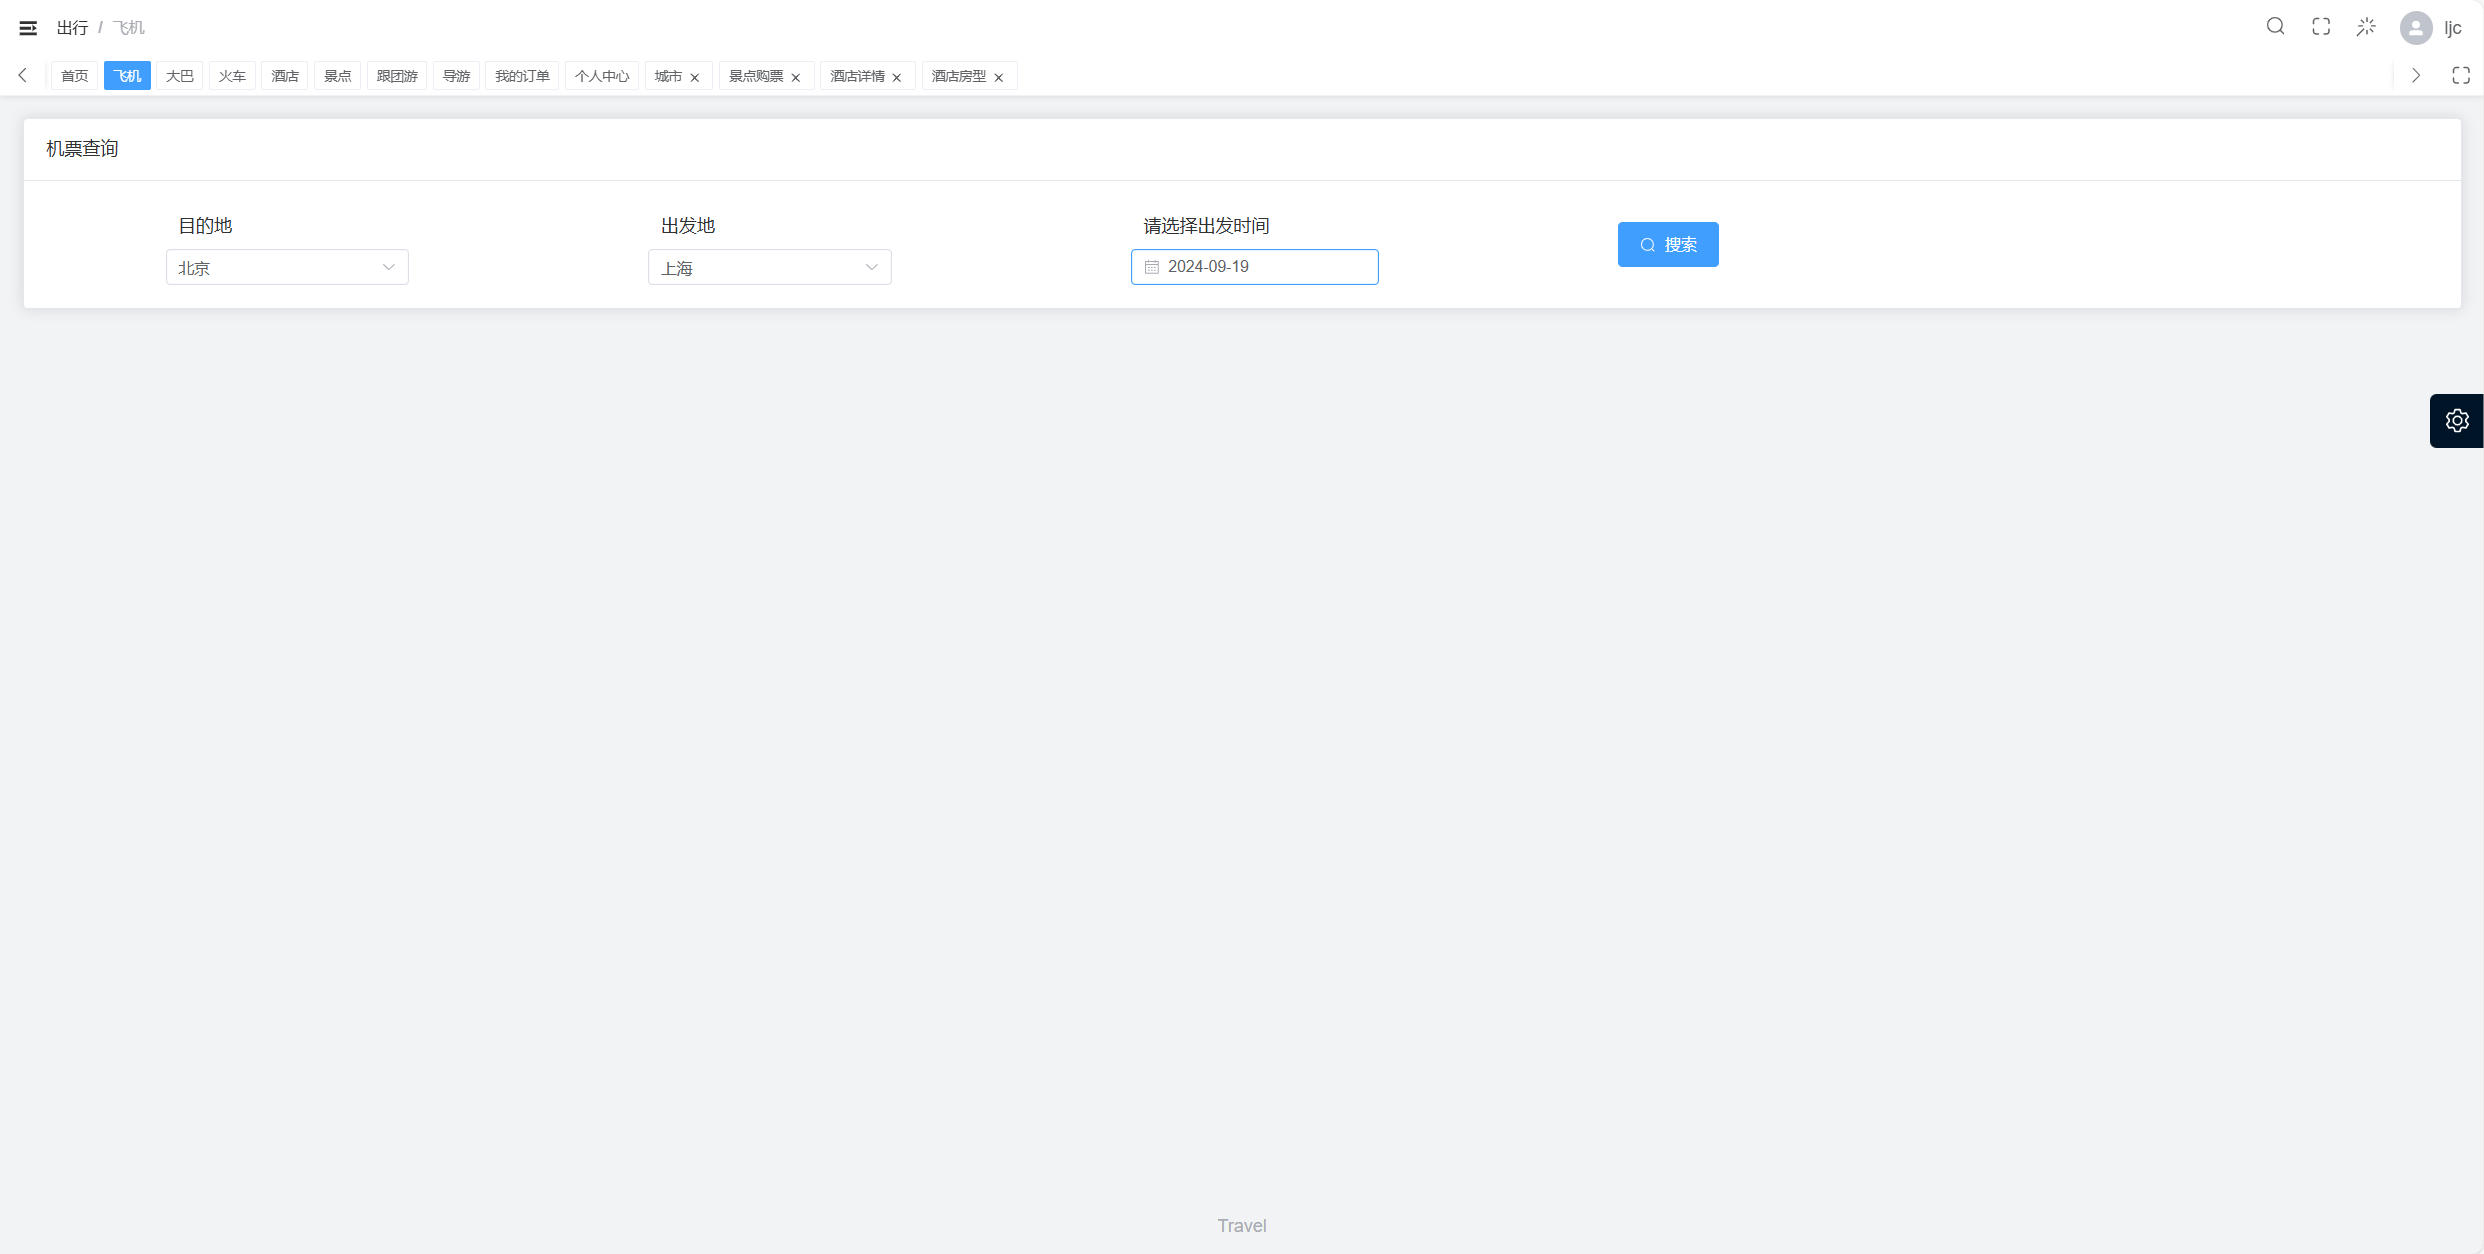 出行 / 飞机
ljc
首页 飞机 大巴 火车 酒店 景点 跟团游 导游 我的订单 个人中心 城市 景点购票 酒店详情 酒店房型
机票查询
目的地 出发地 请选择出发时间
北京 上海 2024-09-19 搜索
Travel